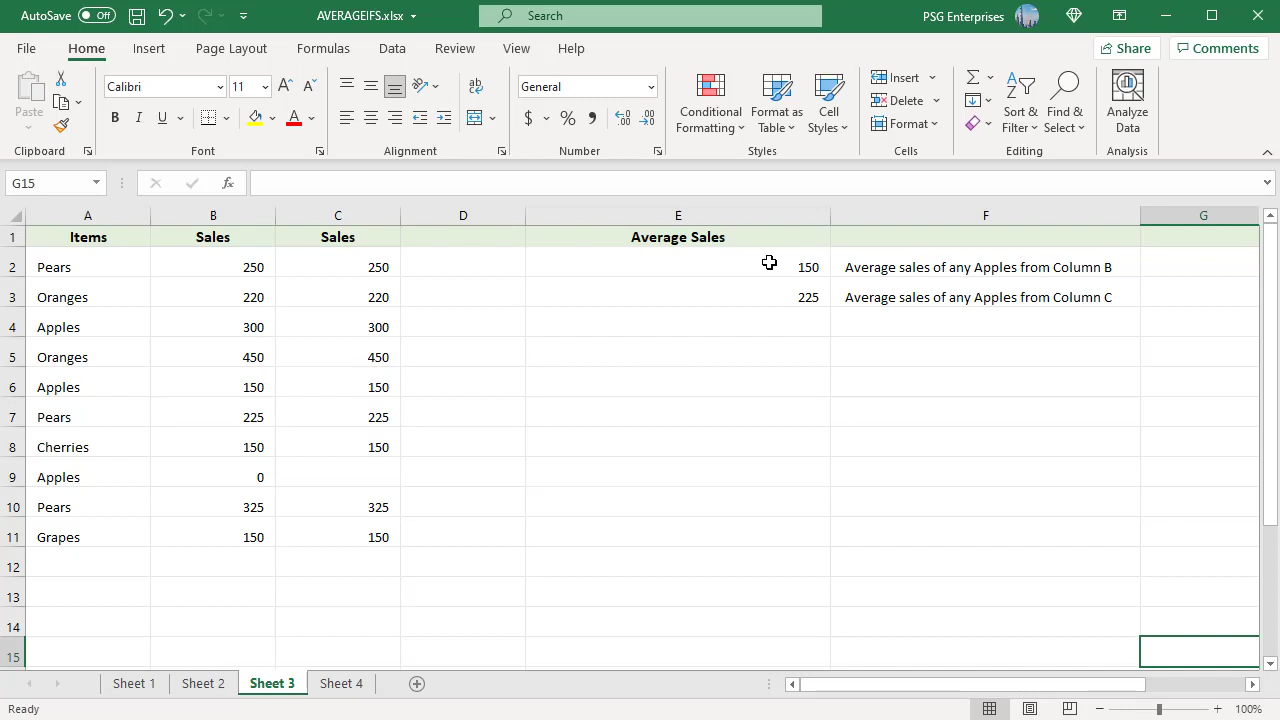 AutoSave Off AVERAGEIFS.xlsx Search PSG Enterprises
File Home Insert Page Layout Formulas Data Review View Help Share Comments
Paste Calibri 11 General Conditional Formatting Format as Table Cell Styles Insert Delete Format Sort & Filter Find & Select Analyze Data
Clipboard Font Alignment Number Styles Cells Editing Analysis
G15 fx
A B C D E F G
1 Items Sales Sales Average Sales
2 Pears 250 250 150 Average sales of any Apples from Column B
3 Oranges 220 220 225 Average sales of any Apples from Column C
4 Apples 300 300
5 Oranges 450 450
6 Apples 150 150
7 Pears 225 225
8 Cherries 150 150
9 Apples 0
10 Pears 325 325
11 Grapes 150 150
12
13
14
15
Sheet 1 Sheet 2 Sheet 3 Sheet 4
Ready 100%